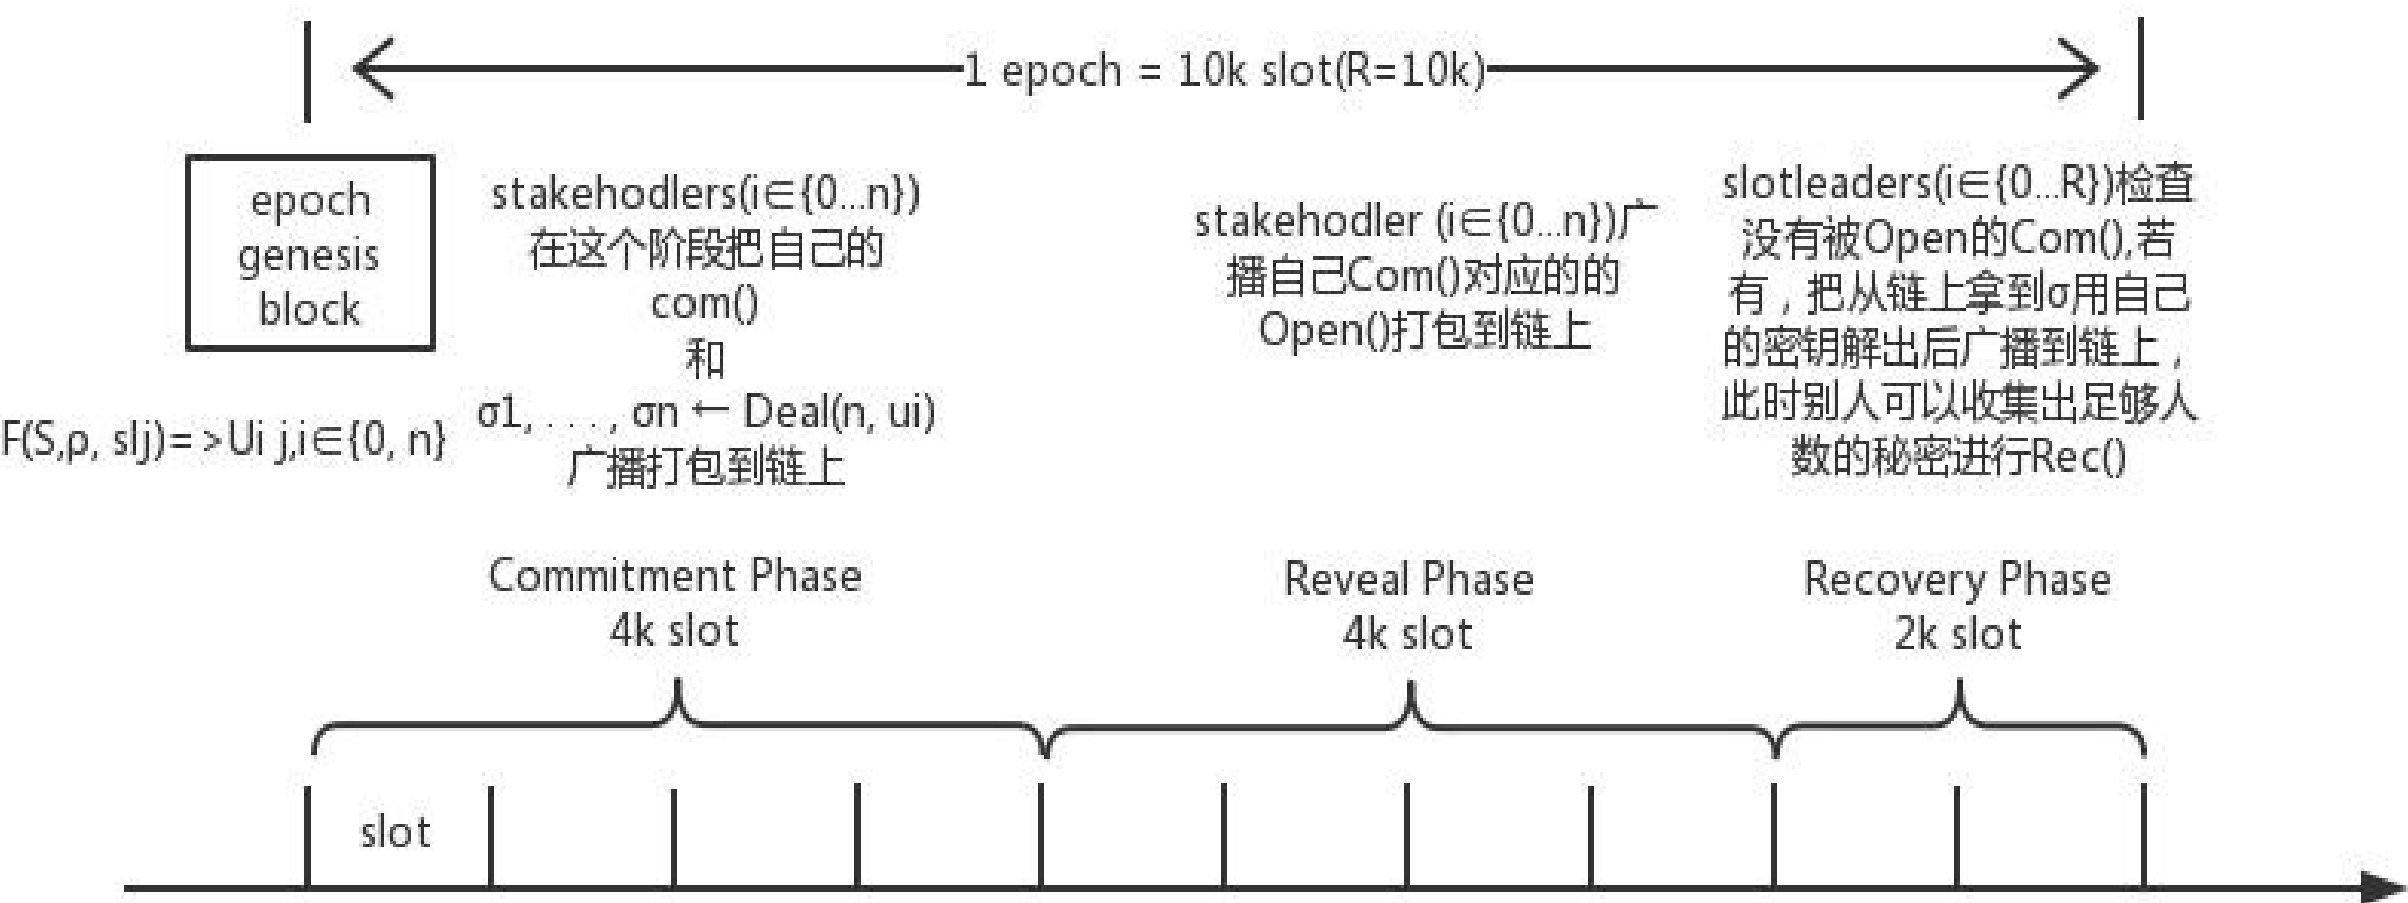 1 epoch = 10k slot(R=10k)
epoch
genesis
block
F(S,ρ, slj)=>Ui j,i∈{0, n}
stakehodlers(i∈{0...n})
在这个阶段把自己的
com()
和
σ1, . . . , σn ← Deal(n, ui)
广播打包到链上
stakehodler (i∈{0...n})广
播自己Com()对应的的
Open()打包到链上
slotleaders(i∈{0...R})检查
没有被Open的Com(),若
有，把从链上拿到σ用自己
的密钥解出后广播到链上，
此时别人可以收集出足够人
数的秘密进行Rec()
Commitment Phase
4k slot
Reveal Phase
4k slot
Recovery Phase
2k slot
slot